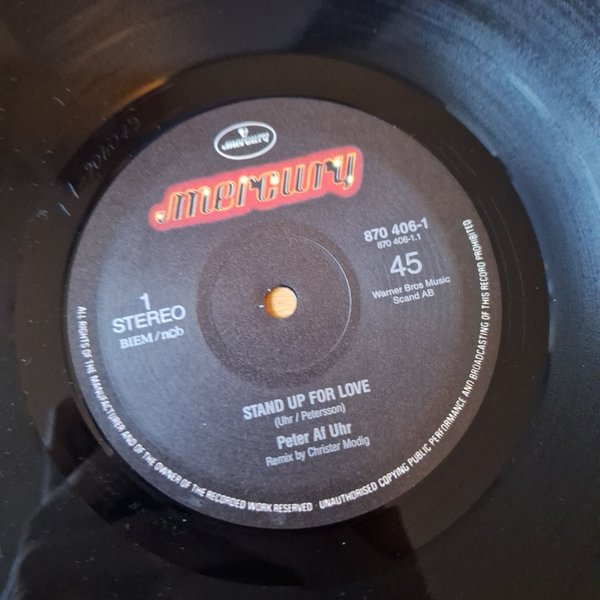 mercury
mercury
870 406-1
870 406-1.1
45
Warner Bros Music
Scand AB
1
STEREO
BIEM/ncb
STAND UP FOR LOVE
(Uhr / Petersson)
Peter Af Uhr
Remix by Christer Modig
ALL RIGHTS OF THE MANUFACTURER AND OF THE OWNER OF THE RECORDED WORK RESERVED · UNAUTHORISED COPYING PUBLIC PERFORMANCE AND BROADCASTING OF THIS RECORD PROHIBITED